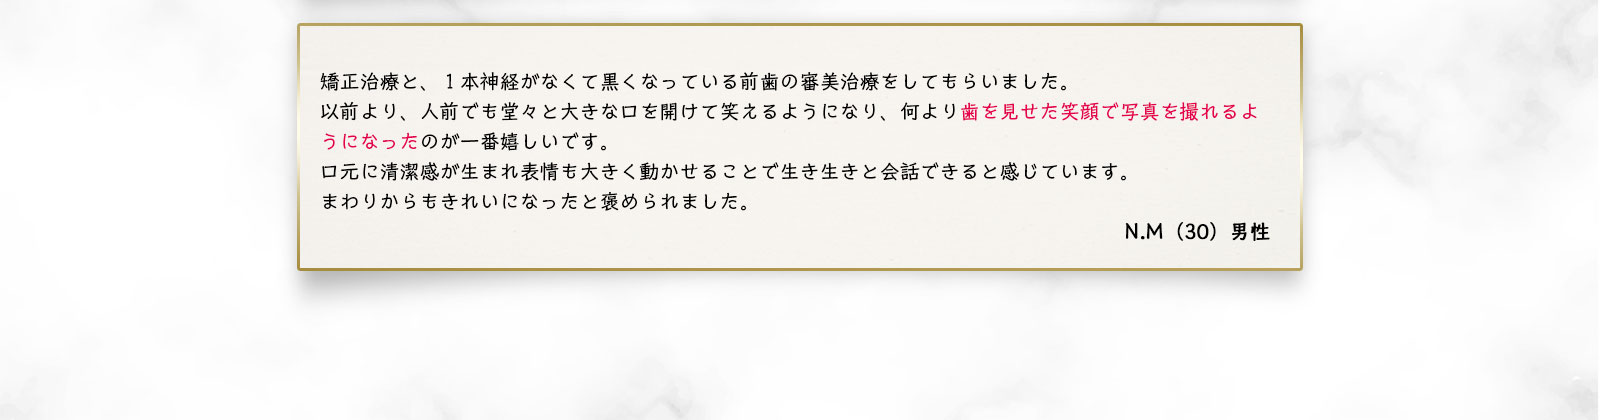 矯正治療と、１本神経がなくて黒くなっている前歯の審美治療をしてもらいました。
以前より、人前でも堂々と大きな口を開けて笑えるようになり、何より歯を見せた笑顔で写真を撮れるよ
うになったのが一番嬉しいです。
口元に清潔感が生まれ表情も大きく動かせることで生き生きと会話できると感じています。
まわりからもきれいになったと褒められました。
N.M（30）男性